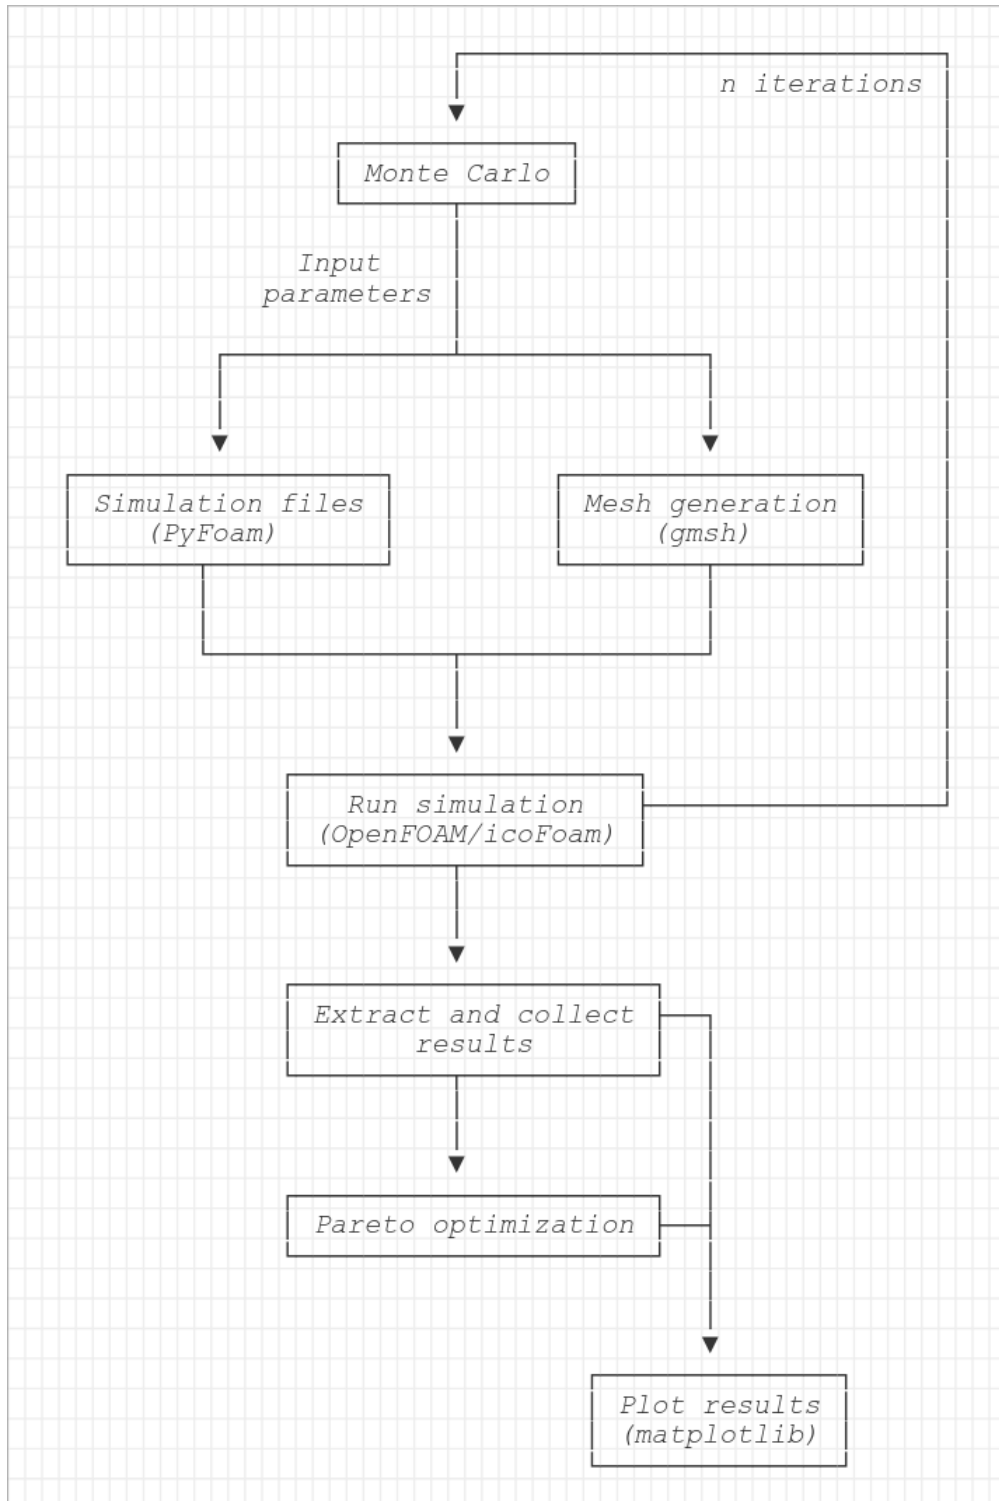 n iterations
Monte Carlo
Input
parameters
Simulation files
(PyFoam)
Mesh generation
(gmsh)
Run simulation
(OpenFOAM/icoFoam)
Extract and collect
results
Pareto optimization
Plot results
(matplotlib)